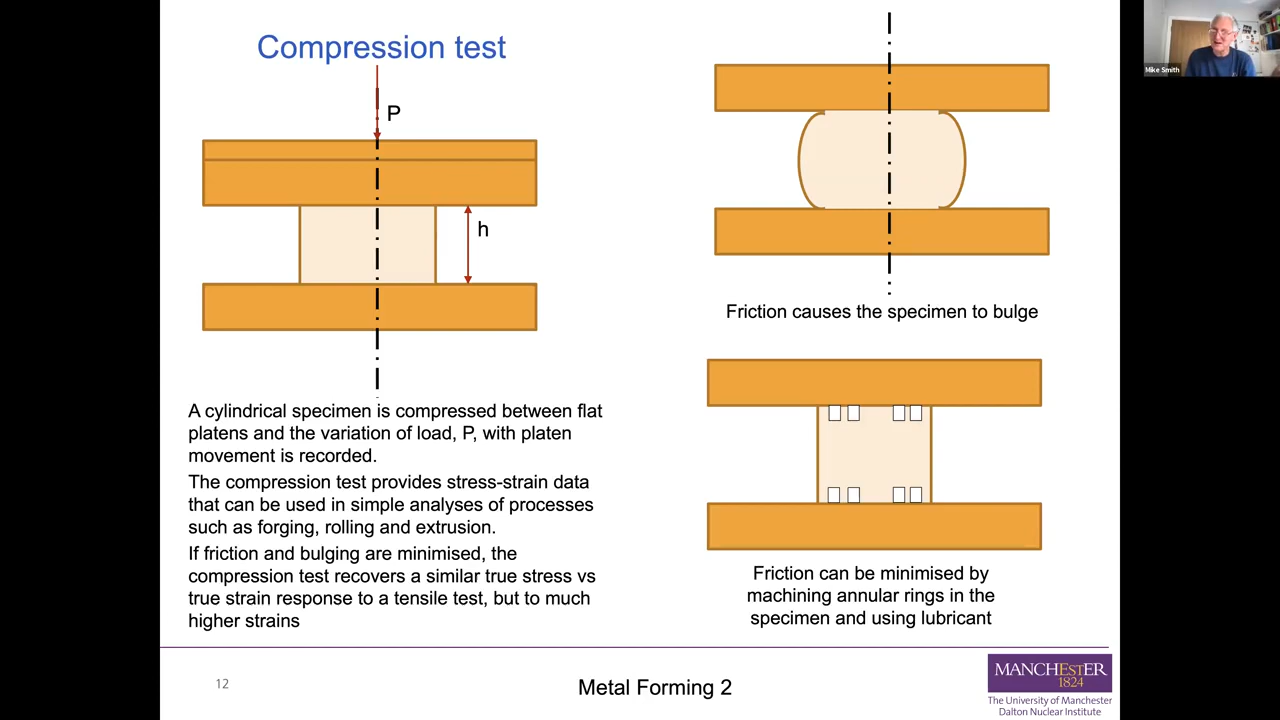 Compression test
P
h
A cylindrical specimen is compressed between flat
platens and the variation of load, P, with platen
movement is recorded.
The compression test provides stress-strain data
that can be used in simple analyses of processes
such as forging, rolling and extrusion.
If friction and bulging are minimised, the
compression test recovers a similar true stress vs
true strain response to a tensile test, but to much
higher strains
Friction causes the specimen to bulge
Friction can be minimised by
machining annular rings in the
specimen and using lubricant
12
Metal Forming 2
MANCHESTER
1824
The University of Manchester
Dalton Nuclear Institute
Mike Smith